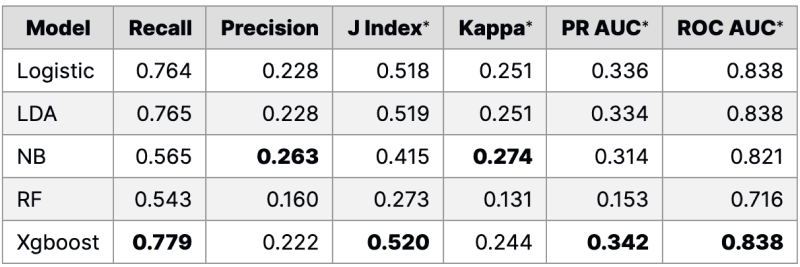 Model Recall Precision J Index* Kappa* PR AUC* ROC AUC*
Logistic 0.764 0.228 0.518 0.251 0.336 0.838
LDA 0.765 0.228 0.519 0.251 0.334 0.838
NB 0.565 0.263 0.415 0.274 0.314 0.821
RF 0.543 0.160 0.273 0.131 0.153 0.716
Xgboost 0.779 0.222 0.520 0.244 0.342 0.838